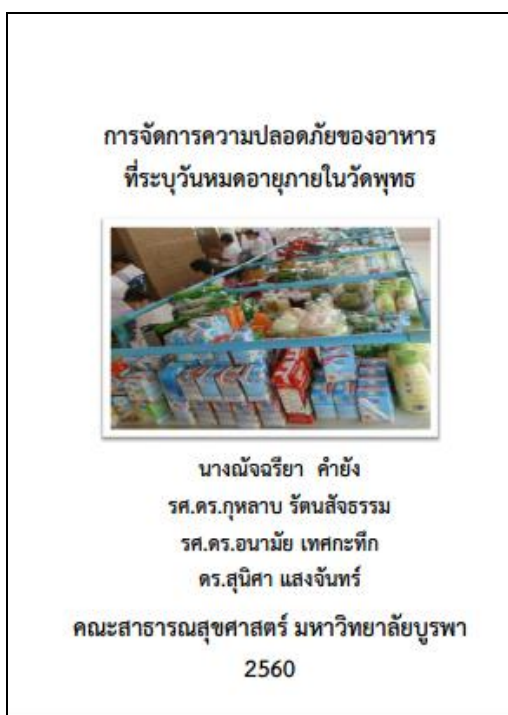 การจัดการความปลอดภัยของอาหาร
ที่ระบุวันหมดอายุภายในวัดพุทธ
นางณัจฉรียา คำยัง
รศ.ดร.กุหลาบ รัตนสัจธรรม
รศ.ดร.อนามัย เทศกะทึก
ดร.สุนิศา แสงจันทร์
คณะสาธารณสุขศาสตร์ มหาวิทยาลัยบูรพา
2560